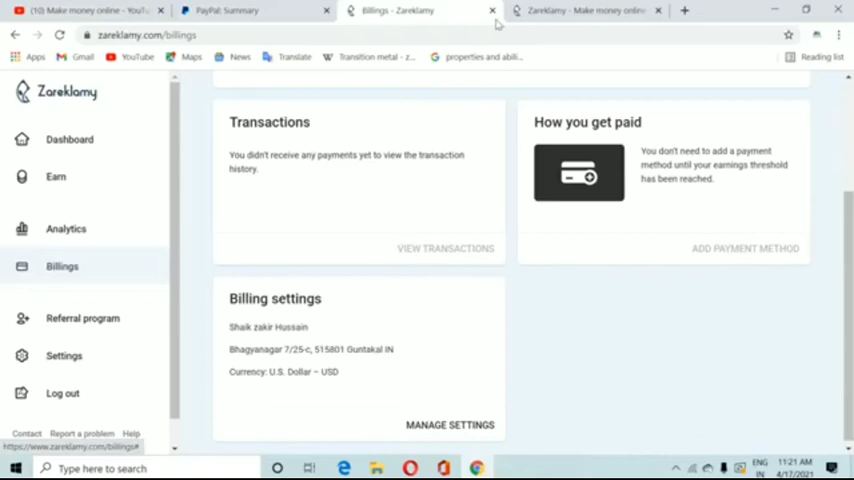 (10) Make money online - YouTu
PayPal: Summary
Billings - Zareklamy
Zareklamy - Make money online
zareklamy.com/billings
Apps
Gmail
YouTube
Maps
News
Translate
Transition metal - z...
properties and abili...
Reading list
Zareklamy
Dashboard
Earn
Analytics
Billings
Referral program
Settings
Log out
Contact Report a problem Help
https://www.zareklamy.com/billings#
Transactions
You didn't receive any payments yet to view the transaction
history.
VIEW TRANSACTIONS
How you get paid
You don't need to add a payment
method until your earnings threshold
has been reached.
ADD PAYMENT METHOD
Billing settings
Shaik zakir Hussain
Bhagyanagar 7/25-c, 515801 Guntakal IN
Currency: U.S. Dollar – USD
MANAGE SETTINGS
Type here to search
ENG
IN
11:21 AM
4/17/2021